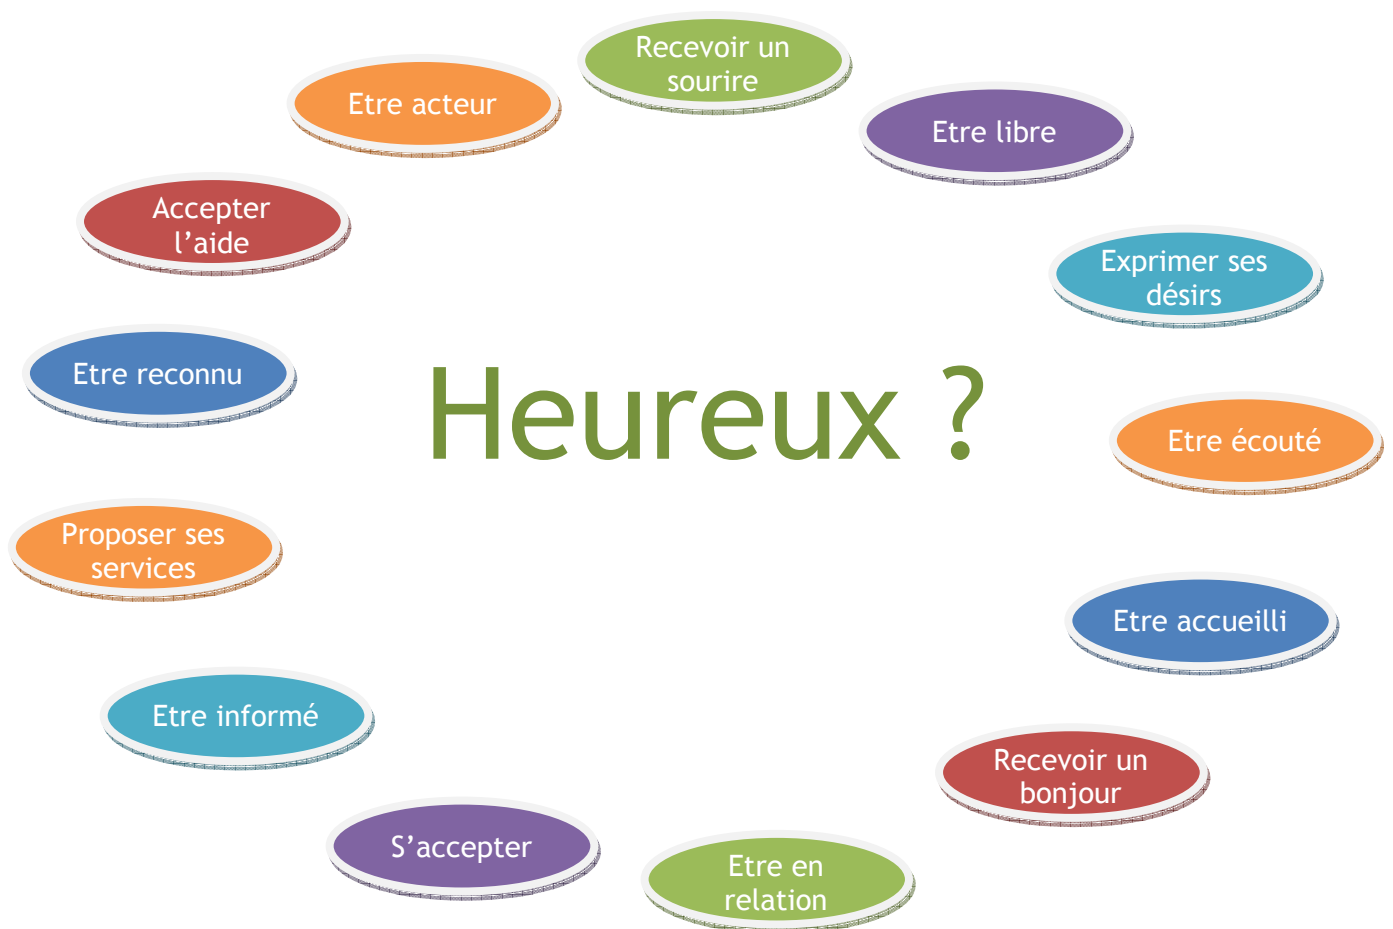 Recevoir un
sourire
Etre acteur
Etre libre
Accepter
l’aide
Exprimer ses
désirs
Etre reconnu
Heureux ?
Etre écouté
Proposer ses
services
Etre accueilli
Etre informé
Recevoir un
bonjour
S’accepter
Etre en
relation